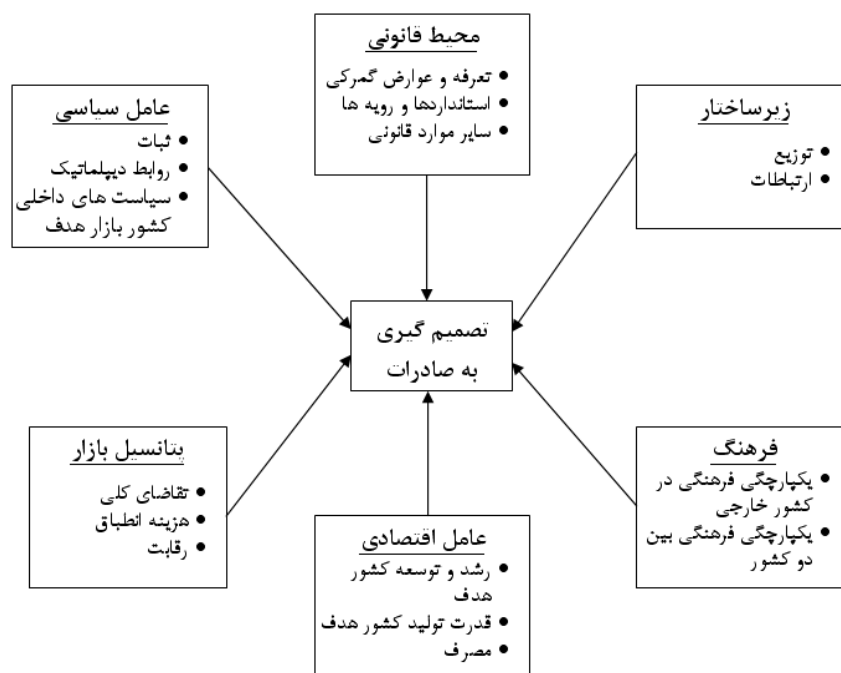 محیط قانونی
تعرفه و عوارض گمرکی
استانداردها و رویه ها
سایر موارد قانونی
زیرساختار
توزیع
ارتباطات
عامل سیاسی
ثبات
روابط دیپلماتیک
سیاست های داخلی
کشور بازار هدف
تصمیم گیری
به صادرات
فرهنگ
یکپارچگی فرهنگی در
کشور خارجی
یکپارچگی فرهنگی بین
دو کشور
پتانسیل بازار
تقاضای کلی
هزینه انطباق
رقابت
عامل اقتصادی
رشد و توسعه کشور
هدف
قدرت تولید کشور هدف
مصرف